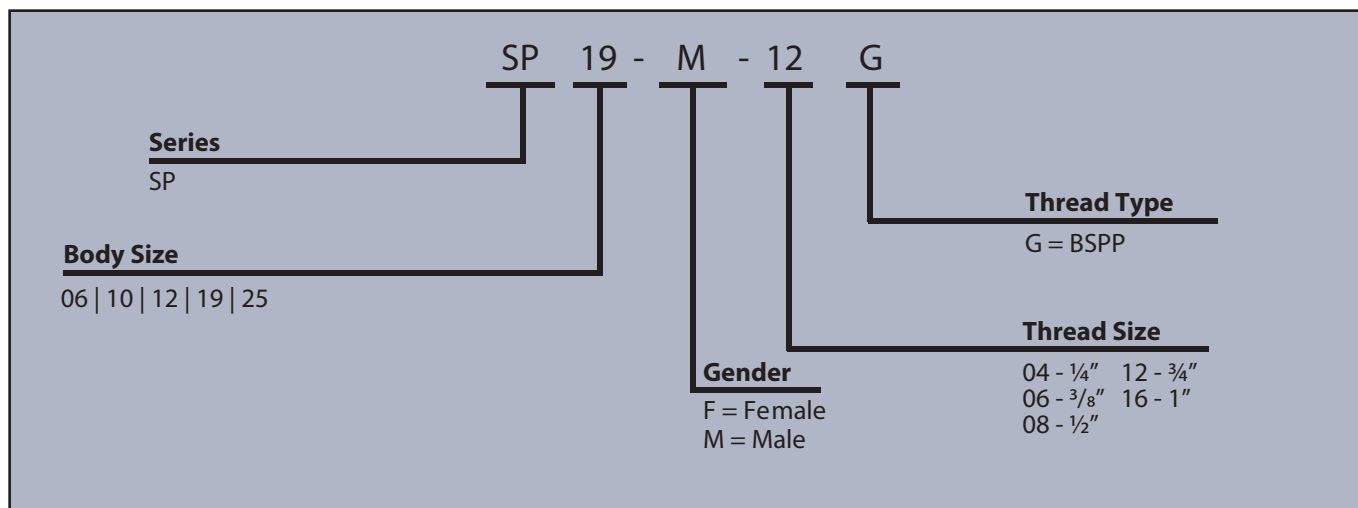 SP 19 - M - 12 G
Series
SP
Thread Type
G = BSPP
Body Size
06 | 10 | 12 | 19 | 25
Thread Size
04 - ¼" 12 - ¾"
06 - ³/₈" 16 - 1"
08 - ½"
Gender
F = Female
M = Male